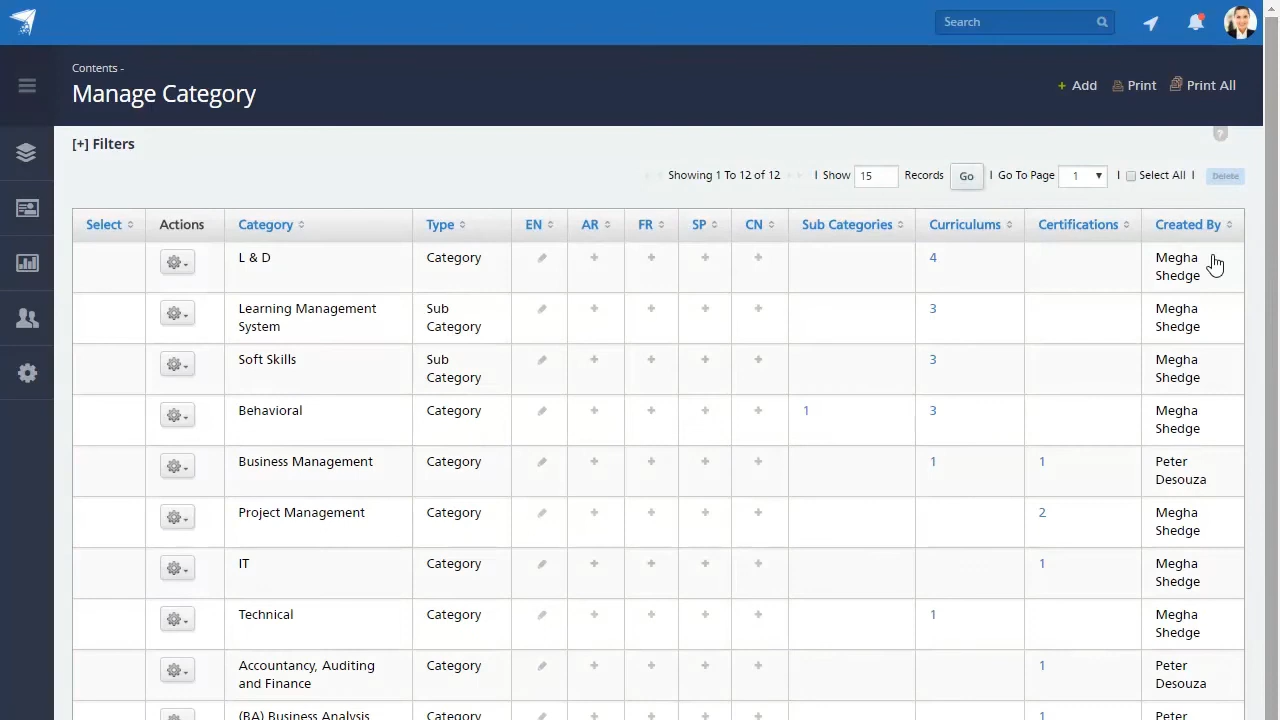 Search
Contents -
Manage Category
+ Add Print Print All
[+] Filters
?
Showing 1 To 12 of 12 I Show 15 Records Go I Go To Page 1 I Select All I Delete
Select Actions Category Type EN AR FR SP CN Sub Categories Curriculums Certifications Created By
L & D Category 4 Megha
Shedge
Learning Management Sub 3 Megha
System Category Shedge
Soft Skills Sub 3 Megha
Category Shedge
Behavioral Category 1 3 Megha
Shedge
Business Management Category 1 1 Peter
Desouza
Project Management Category 2 Megha
Shedge
IT Category 1 Megha
Shedge
Technical Category 1 Megha
Shedge
Accountancy, Auditing Category 1 Peter
and Finance Desouza
(BA) Business Analysis Category 1 Peter